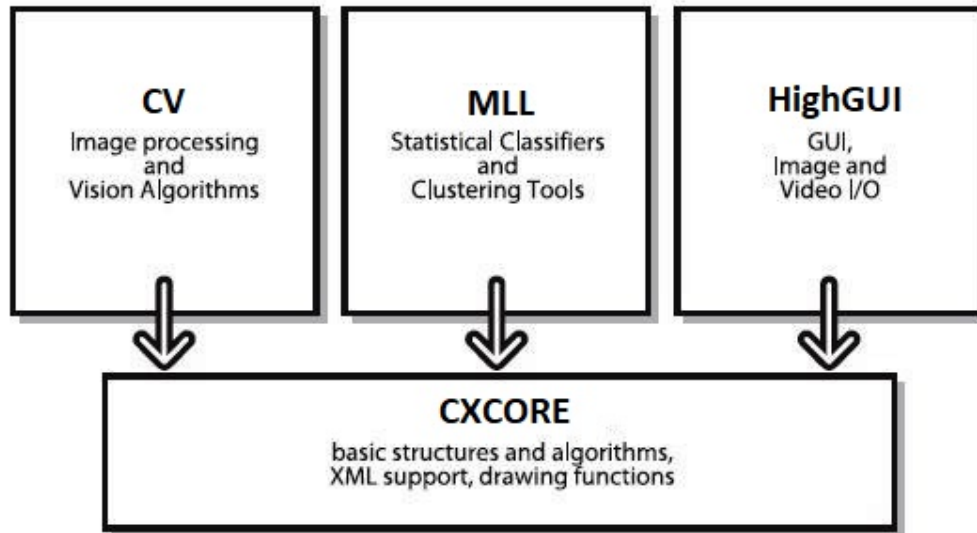 CV
Image processing
and
Vision Algorithms
MLL
Statistical Classifiers
and
Clustering Tools
HighGUI
GUI,
Image and
Video I/O
CXCORE
basic structures and algorithms,
XML support, drawing functions